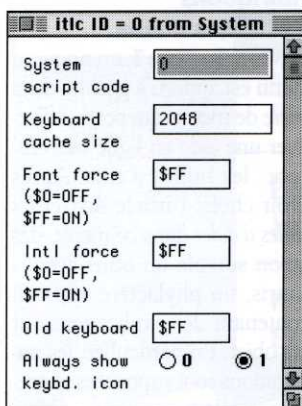 itlc ID = 0 from System
System 0
script code
Keyboard 2048
cache size
Font force $FF
($0=OFF,
$FF=ON)
Intl force $FF
($0=OFF,
$FF=ON)
Old keyboard $FF
Always show 0 1
keybd. icon